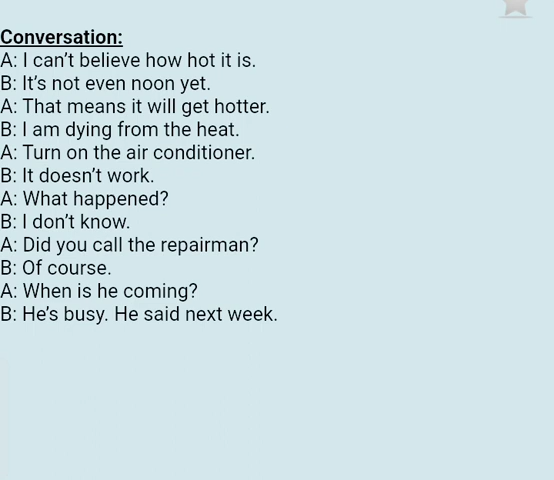 Conversation:
A: I can’t believe how hot it is.
B: It’s not even noon yet.
A: That means it will get hotter.
B: I am dying from the heat.
A: Turn on the air conditioner.
B: It doesn’t work.
A: What happened?
B: I don’t know.
A: Did you call the repairman?
B: Of course.
A: When is he coming?
B: He’s busy. He said next week.